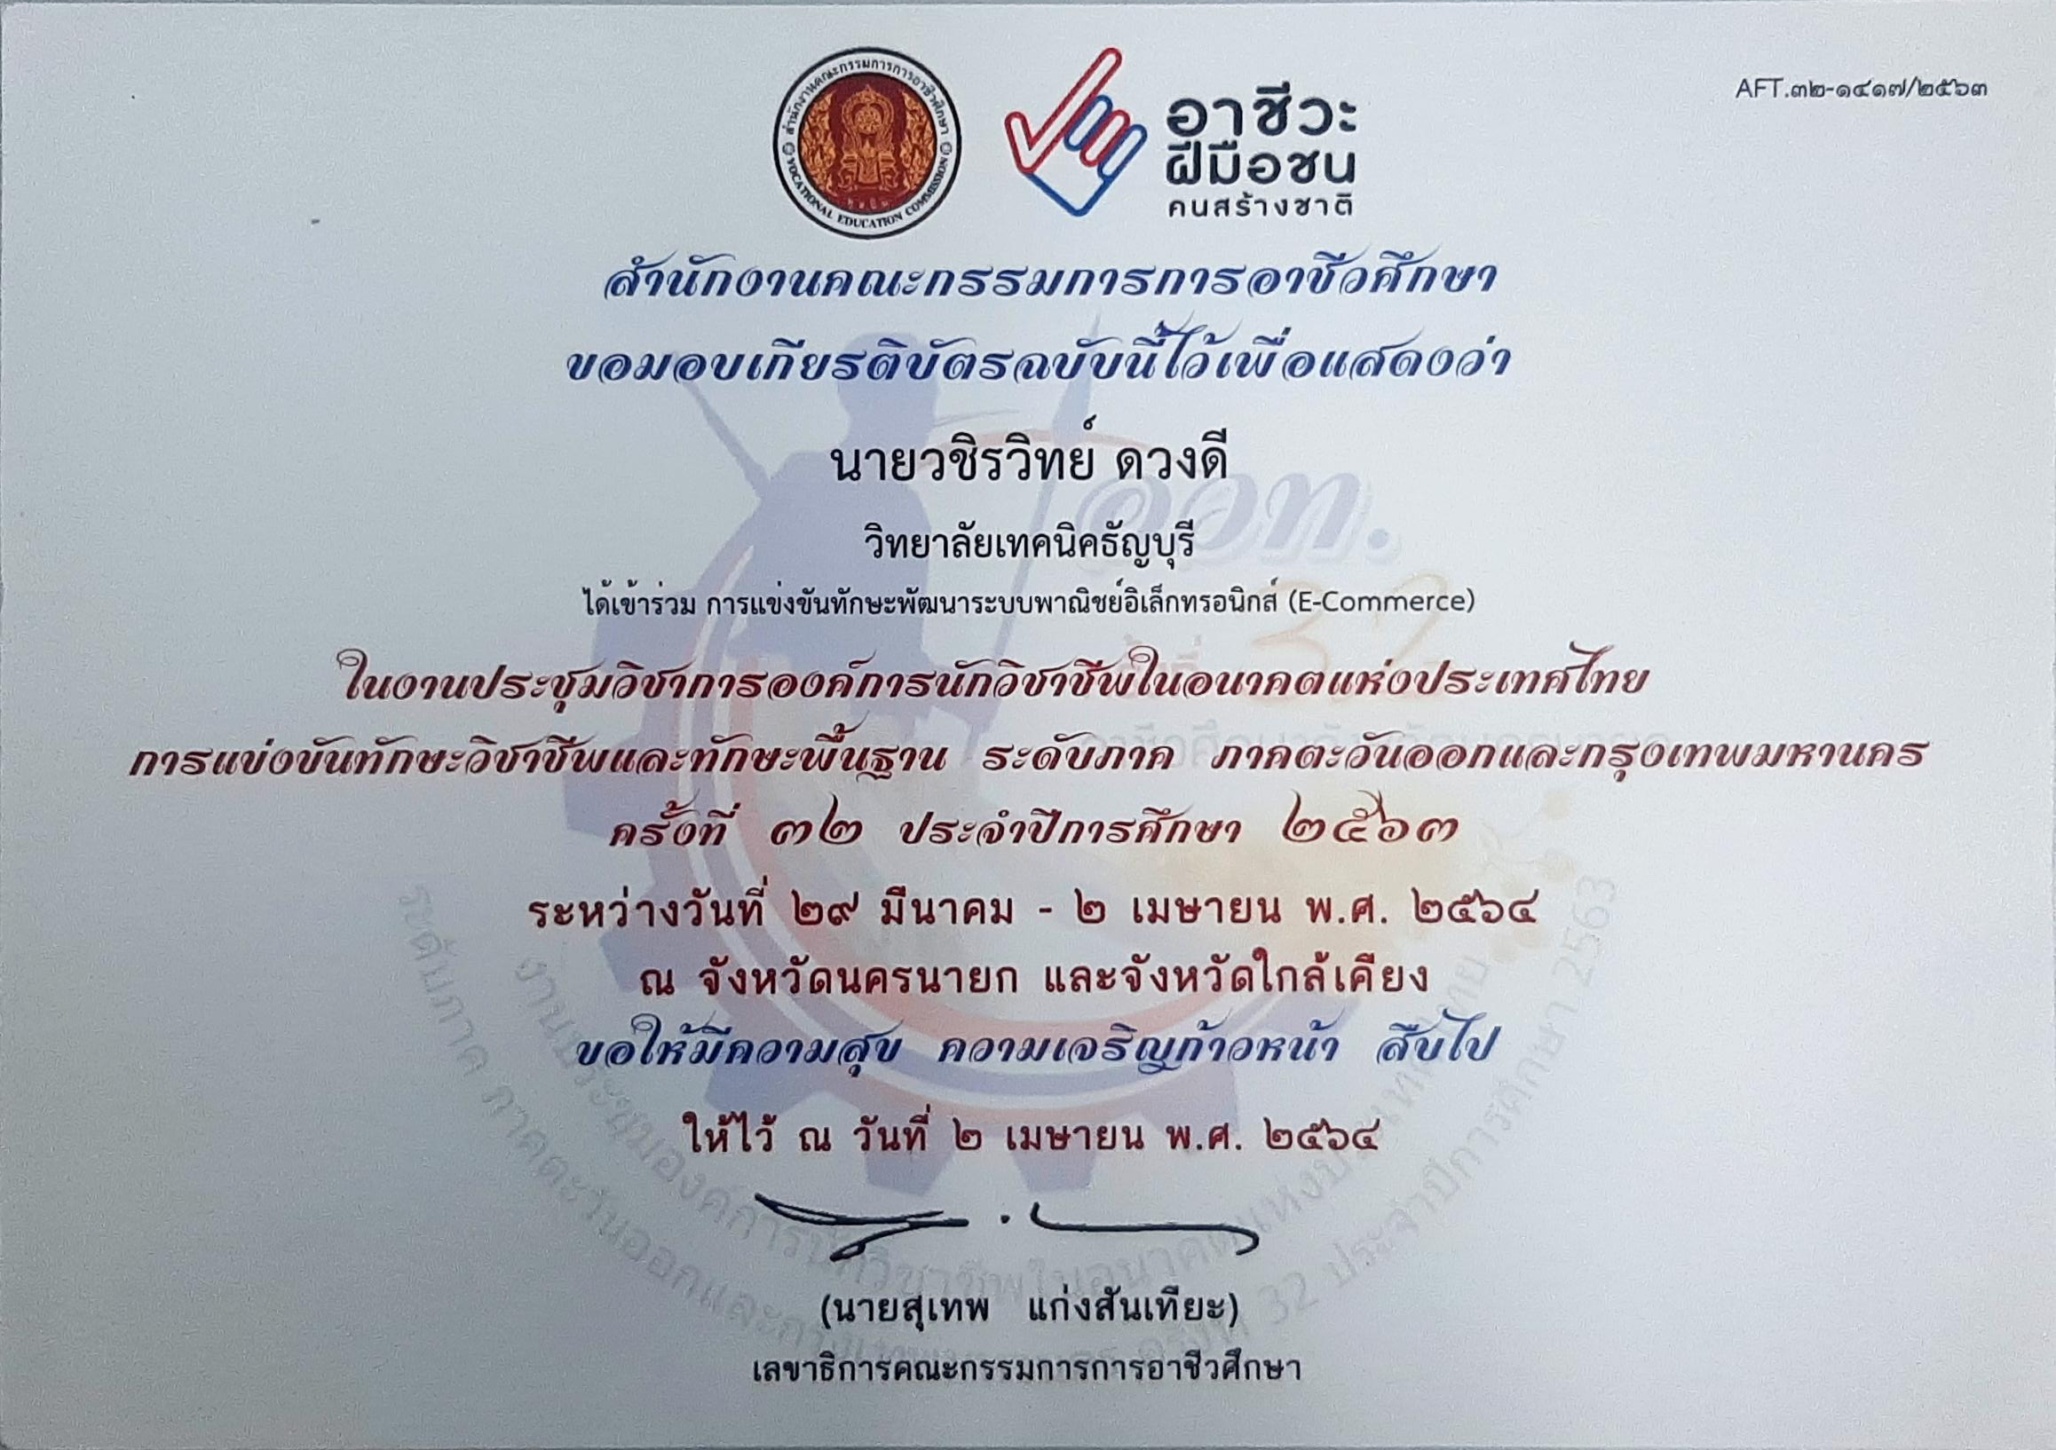 AFT.๓๒-๑๔๑๗/๒๕๖๓
สำนักงานคณะกรรมการการอาชีวศึกษา
VOCATIONAL EDUCATION COMMISSION
อาชีวะ
ฝีมือชน
คนสร้างชาติ
สำนักงานคณะกรรมการการอาชีวศึกษา
ขอมอบเกียรติบัตรฉบับนี้ไว้เพื่อแสดงว่า
นายวชิรวิทย์ ดวงดี
อวท.
วิทยาลัยเทคนิคธัญบุรี
ได้เข้าร่วม การแข่งขันทักษะพัฒนาระบบพาณิชย์อิเล็กทรอนิกส์ (E-Commerce)
ครั้งที่ 32
ในงานประชุมวิชาการองค์การนักวิชาชีพในอนาคตแห่งประเทศไทย
การแข่งขันทักษะวิชาชีพและทักษะพื้นฐาน ระดับภาค ภาคตะวันออกและกรุงเทพมหานคร
ครั้งที่ ๓๒ ประจำปีการศึกษา ๒๕๖๓
ระหว่างวันที่ ๒๙ มีนาคม - ๒ เมษายน พ.ศ. ๒๕๖๔
ณ จังหวัดนครนายก และจังหวัดใกล้เคียง
ขอให้มีความสุข ความเจริญก้าวหน้า สืบไป
ให้ไว้ ณ วันที่ ๒ เมษายน พ.ศ. ๒๕๖๔
งานประชุมองค์การนักวิชาชีพในอนาคตแห่งประเทศไทย
ระดับภาค ภาคตะวันออกและกรุงเทพมหานคร ครั้งที่ 32 ประจำปีการศึกษา 2563
(นายสุเทพ แก่งสันเทียะ)
เลขาธิการคณะกรรมการการอาชีวศึกษา